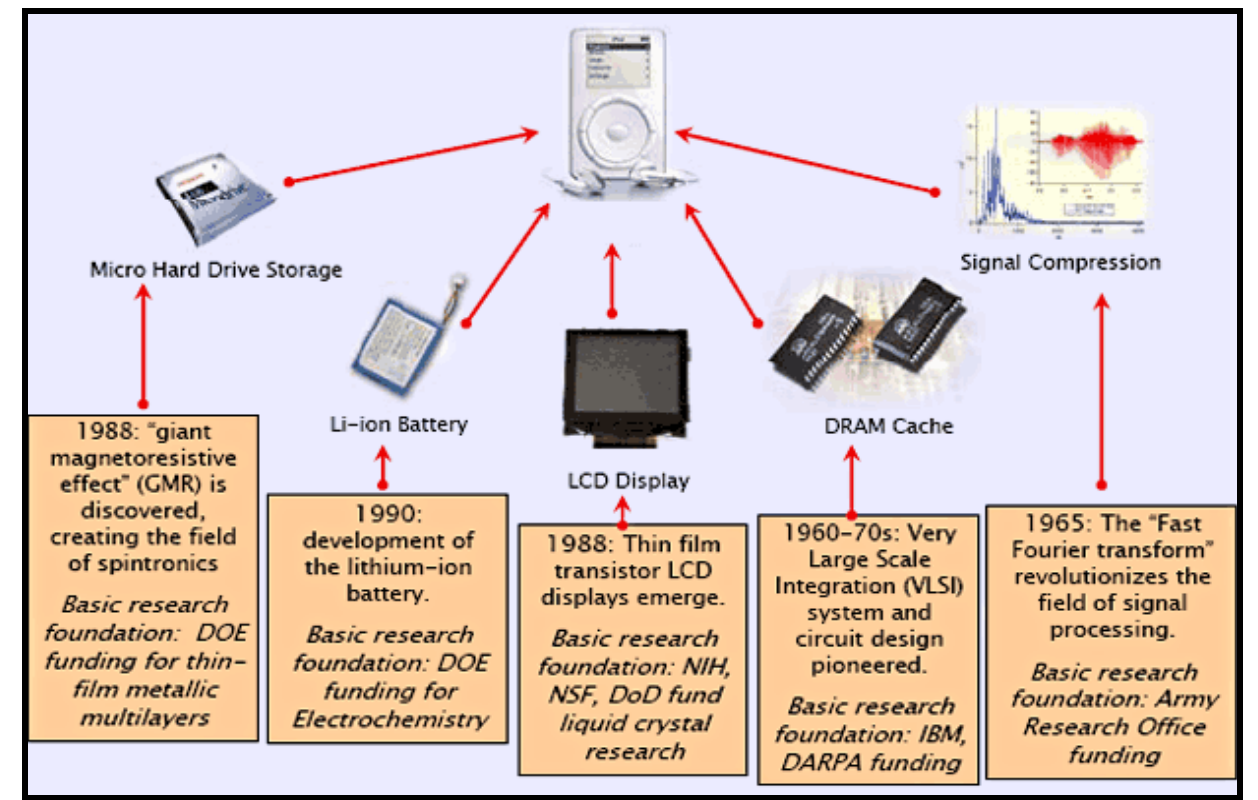 Micro Hard Drive Storage
Signal Compression
Li-ion Battery
DRAM Cache
LCD Display
1988: “giant
magnetoresistive
effect” (GMR) is
discovered,
creating the field
of spintronics
Basic research
foundation: DOE
funding for thin-
film metallic
multilayers
1990:
development of
the lithium-ion
battery.
Basic research
foundation: DOE
funding for
Electrochemistry
1988: Thin film
transistor LCD
displays emerge.
Basic research
foundation: NIH,
NSF, DoD fund
liquid crystal
research
1960-70s: Very
Large Scale
Integration (VLSI)
system and
circuit design
pioneered.
Basic research
foundation: IBM,
DARPA funding
1965: The “Fast
Fourier transform”
revolutionizes the
field of signal
processing.
Basic research
foundation: Army
Research Office
funding